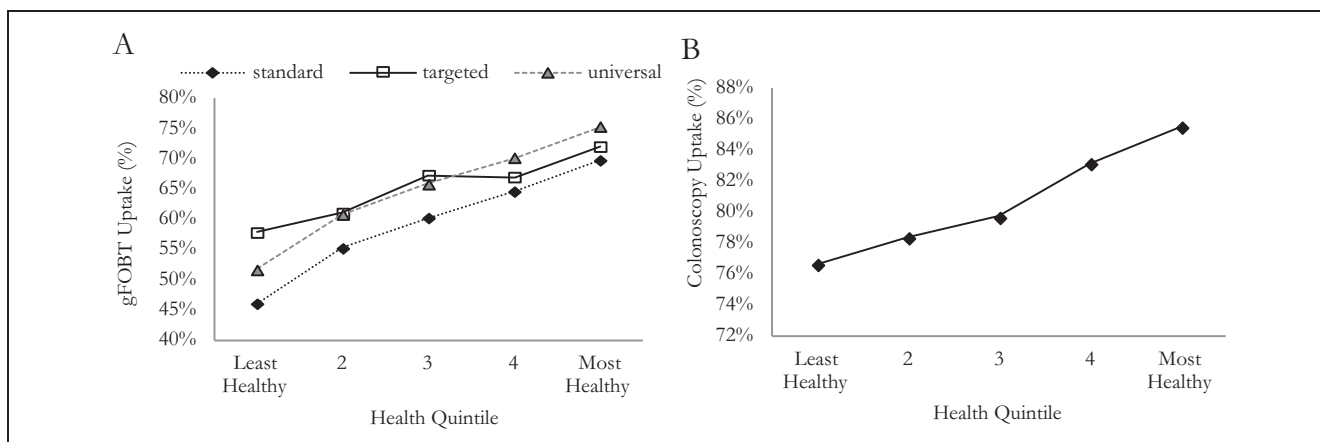 A
standard targeted universal
gFOBT Uptake (%)
80%
75%
70%
65%
60%
55%
50%
45%
40%
Least Healthy
2
3
4
Most Healthy
Health Quintile
B
Colonoscopy Uptake (%)
88%
86%
84%
82%
80%
78%
76%
74%
72%
Least Healthy
2
3
4
Most Healthy
Health Quintile